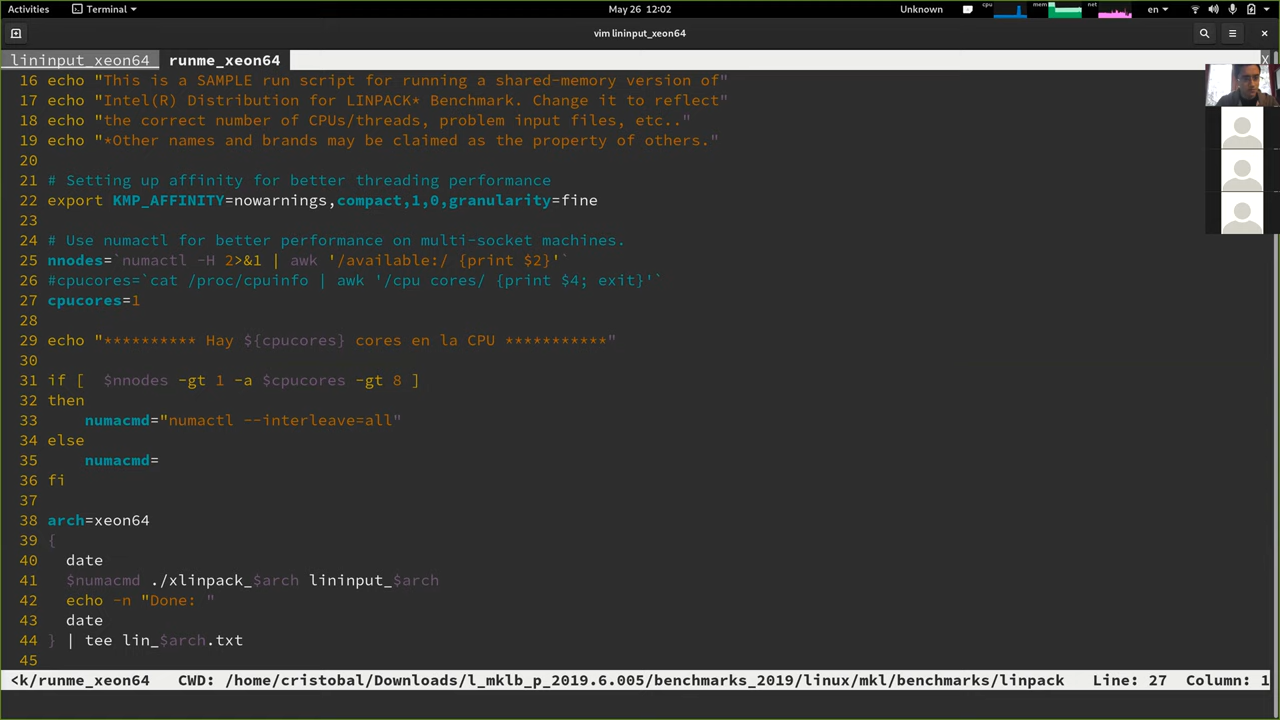 Activities Terminal May 26 12:02 Unknown cpu mem net en
vim lininput_xeon64
lininput_xeon64 runme_xeon64 X
16 echo "This is a SAMPLE run script for running a shared-memory version of"
17 echo "Intel(R) Distribution for LINPACK* Benchmark. Change it to reflect"
18 echo "the correct number of CPUs/threads, problem input files, etc.."
19 echo "*Other names and brands may be claimed as the property of others."
20
21 # Setting up affinity for better threading performance
22 export KMP_AFFINITY=nowarnings,compact,1,0,granularity=fine
23
24 # Use numactl for better performance on multi-socket machines.
25 nnodes=`numactl -H 2>&1 | awk '/available:/ {print $2}'`
26 #cpucores=`cat /proc/cpuinfo | awk '/cpu cores/ {print $4; exit}'`
27 cpucores=1
28
29 echo "********** Hay ${cpucores} cores en la CPU ***********"
30
31 if [  $nnodes -gt 1 -a $cpucores -gt 8 ]
32 then
33     numacmd="numactl --interleave=all"
34 else
35     numacmd=
36 fi
37
38 arch=xeon64
39 {
40   date
41   $numacmd ./xlinpack_$arch lininput_$arch
42   echo -n "Done: "
43   date
44 } | tee lin_$arch.txt
45
<k/runme_xeon64   CWD: /home/cristobal/Downloads/l_mklb_p_2019.6.005/benchmarks_2019/linux/mkl/benchmarks/linpack   Line: 27   Column: 1